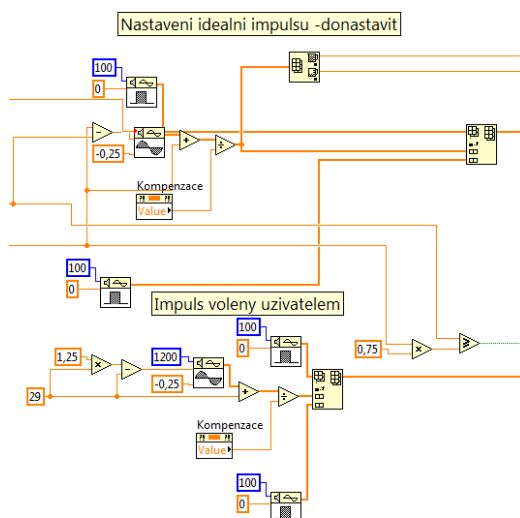 Nastaveni idealni impulsu -donastavit
100
0
-0,25
Kompenzace
Value
100
0
Impuls voleny uzivatelem
100
0
0,75
1,25
1200
-0,25
29
Kompenzace
Value
100
0